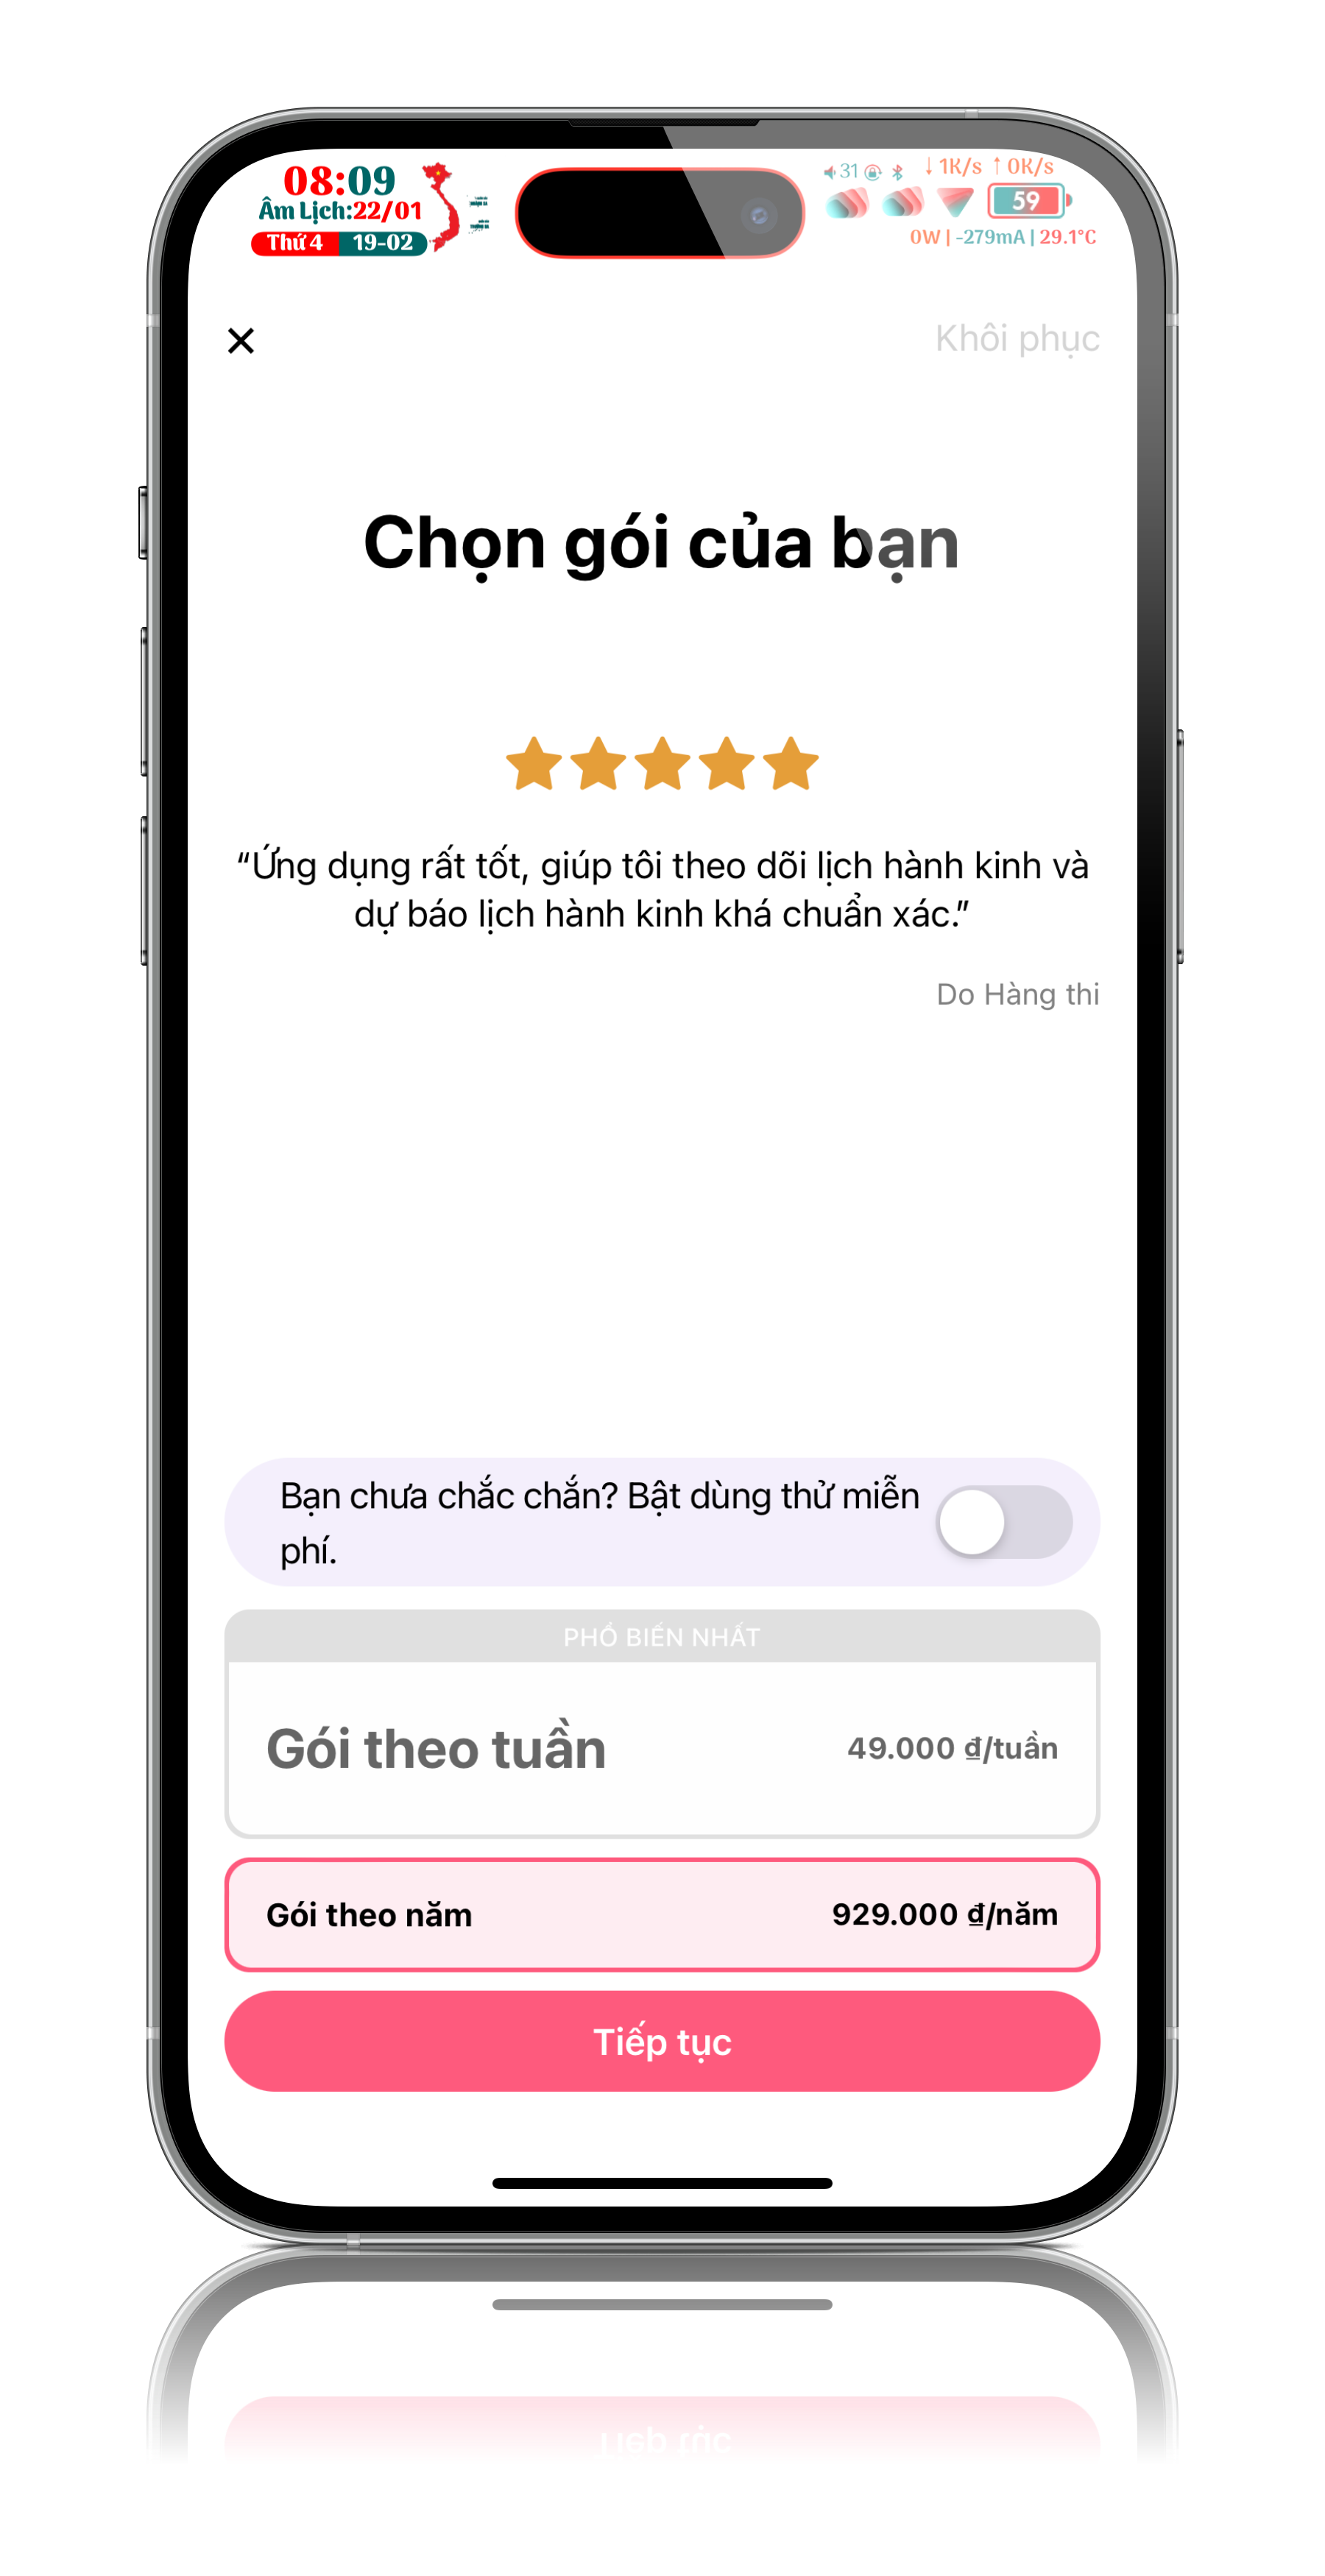 08:09
Âm Lịch:22/01
Thứ 4 19-02
31 ↓ 1K/s ↑ 0K/s
59
0W | -279mA | 29.1°C
× Khôi phục
Chọn gói của bạn
“Ứng dụng rất tốt, giúp tôi theo dõi lịch hành kinh và
dự báo lịch hành kinh khá chuẩn xác.”
Do Hàng thi
Bạn chưa chắc chắn? Bật dùng thử miễn
phí.
PHỔ BIẾN NHẤT
Gói theo tuần 49.000 ₫/tuần
Gói theo năm 929.000 ₫/năm
Tiếp tục